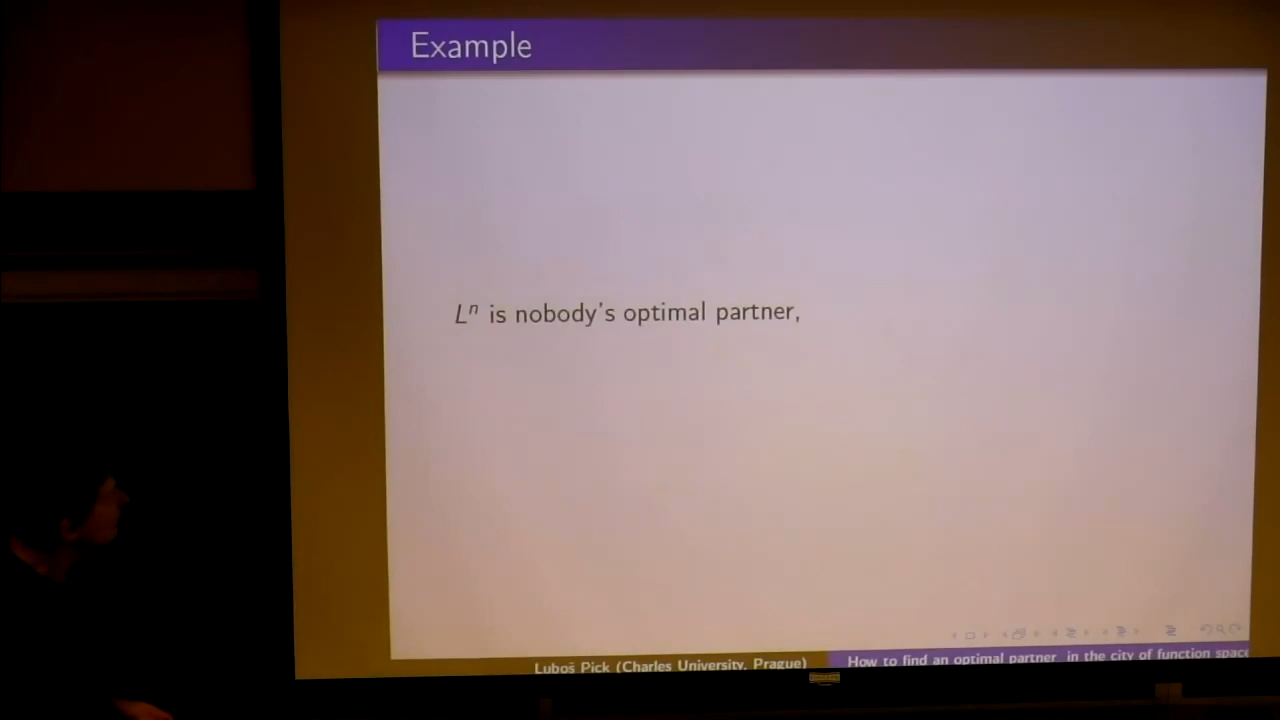 Example
Lⁿ is nobody's optimal partner,
Luboš Pick (Charles University, Prague)
How to find an optimal partner in the city of function space